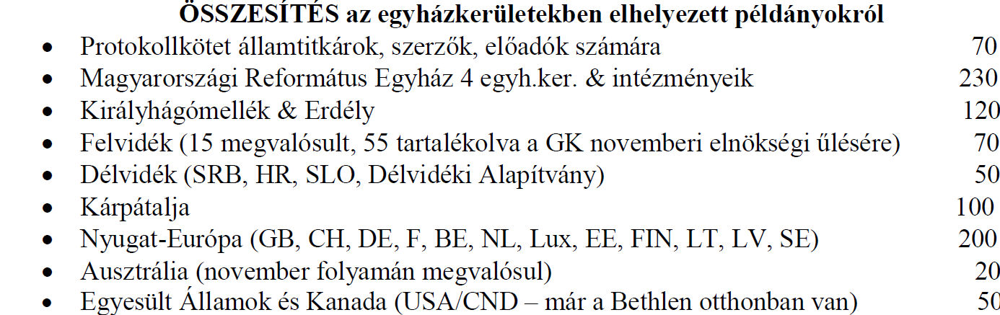 ÖSSZESÍTÉS az egyházkerületekben elhelyezett példányokról
• Protokollkötet államtitkárok, szerzők, előadók számára 70
• Magyarországi Református Egyház 4 egyh.ker. & intézményeik 230
• Királyhágómellék & Erdély 120
• Felvidék (15 megvalósult, 55 tartalékolva a GK novemberi elnökségi űlésére) 70
• Délvidék (SRB, HR, SLO, Délvidéki Alapítvány) 50
• Kárpátalja 100
• Nyugat-Európa (GB, CH, DE, F, BE, NL, Lux, EE, FIN, LT, LV, SE) 200
• Ausztrália (november folyamán megvalósul) 20
• Egyesült Államok és Kanada (USA/CND – már a Bethlen otthonban van) 50